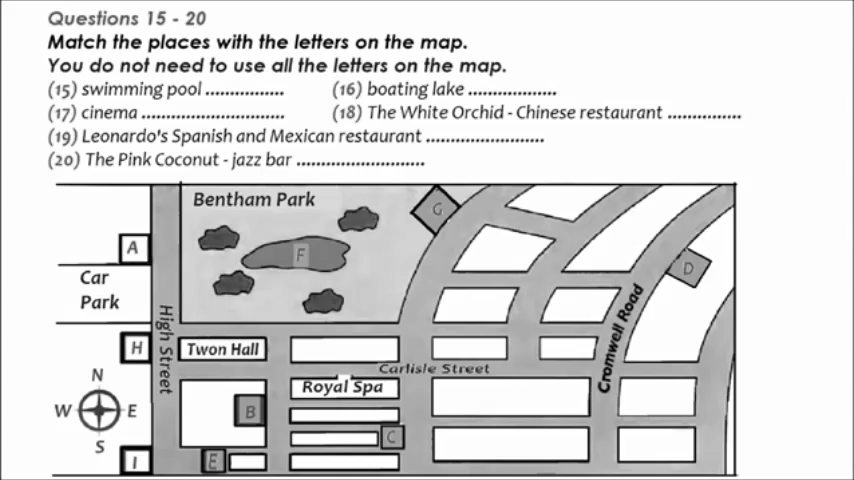 Questions 15 - 20
Match the places with the letters on the map.
You do not need to use all the letters on the map.
(15) swimming pool ............... (16) boating lake .................
(17) cinema ........................... (18) The White Orchid - Chinese restaurant ..............
(19) Leonardo's Spanish and Mexican restaurant ......................
(20) The Pink Coconut - jazz bar ........................
Bentham Park
G
A
F
D
Car
Park
High Street
Cromwell Road
H
Twon Hall
Carlisle Street
N
Royal Spa
W
E
B
S
C
I
E